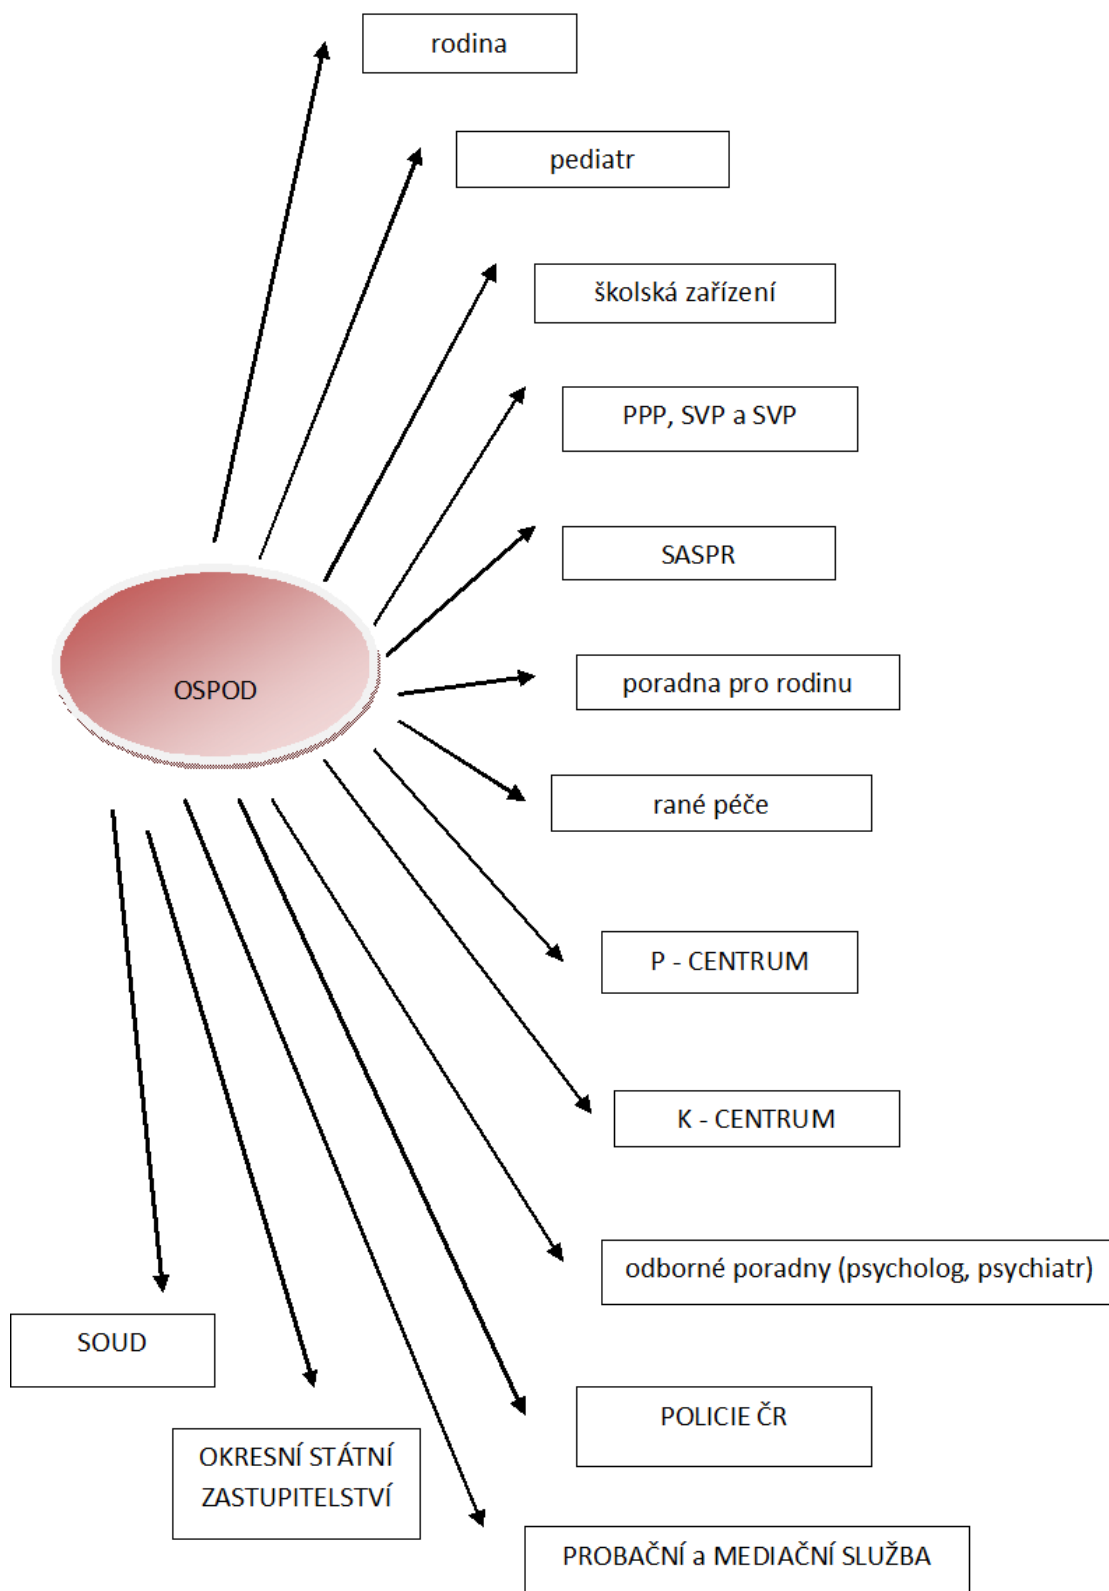 rodina
pediatr
školská zařízení
PPP, SVP a SVP
SASPR
OSPOD
poradna pro rodinu
rané péče
P - CENTRUM
K - CENTRUM
odborné poradny (psycholog, psychiatr)
SOUD
POLICIE ČR
OKRESNÍ STÁTNÍ
ZASTUPITELSTVÍ
PROBAČNÍ a MEDIAČNÍ SLUŽBA